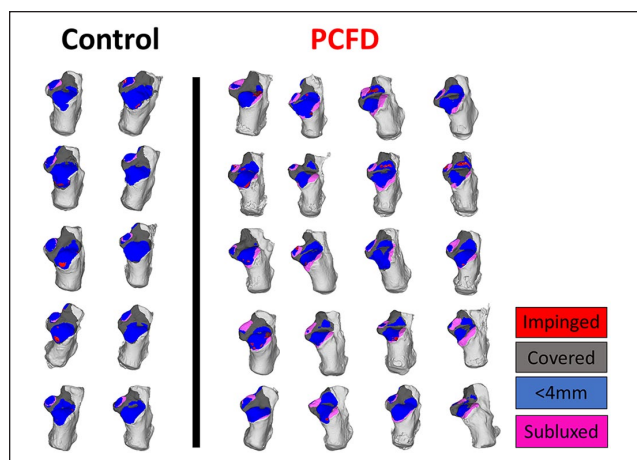 Control
PCFD
Impinged
Covered
<4mm
Subluxed